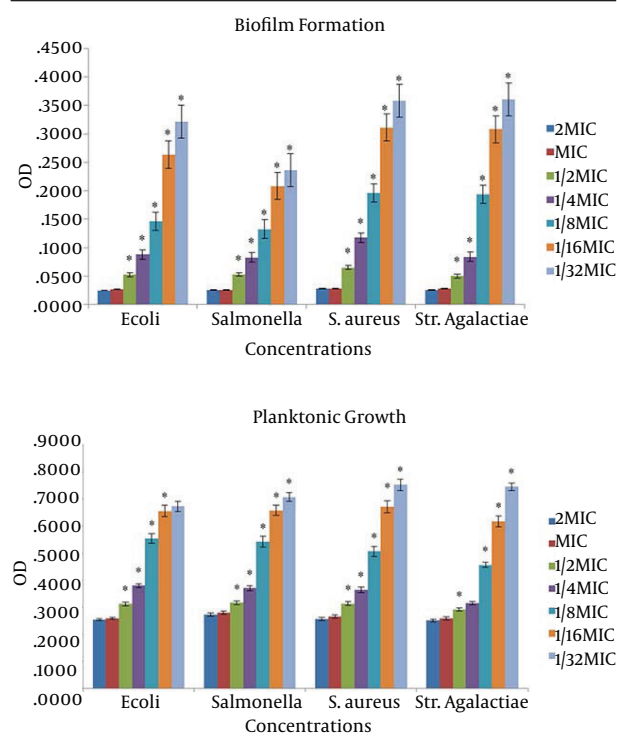 Biofilm Formation
.4500
.4000
.3500
.3000
.2500
.2000
.1500
.1000
.0500
.0000
OD
* * * * *
* * * * *
* * * * *
* * * * *
Ecoli Salmonella S. aureus Str. Agalactiae
Concentrations
2MIC
MIC
1/2MIC
1/4MIC
1/8MIC
1/16MIC
1/32MIC
Planktonic Growth
.9000
.8000
.7000
.6000
.5000
.4000
.3000
.2000
.1000
.0000
OD
* * * *
* * * * *
* * * * *
* * * *
Ecoli Salmonella S. aureus Str. Agalactiae
Concentrations
2MIC
MIC
1/2MIC
1/4MIC
1/8MIC
1/16MIC
1/32MIC